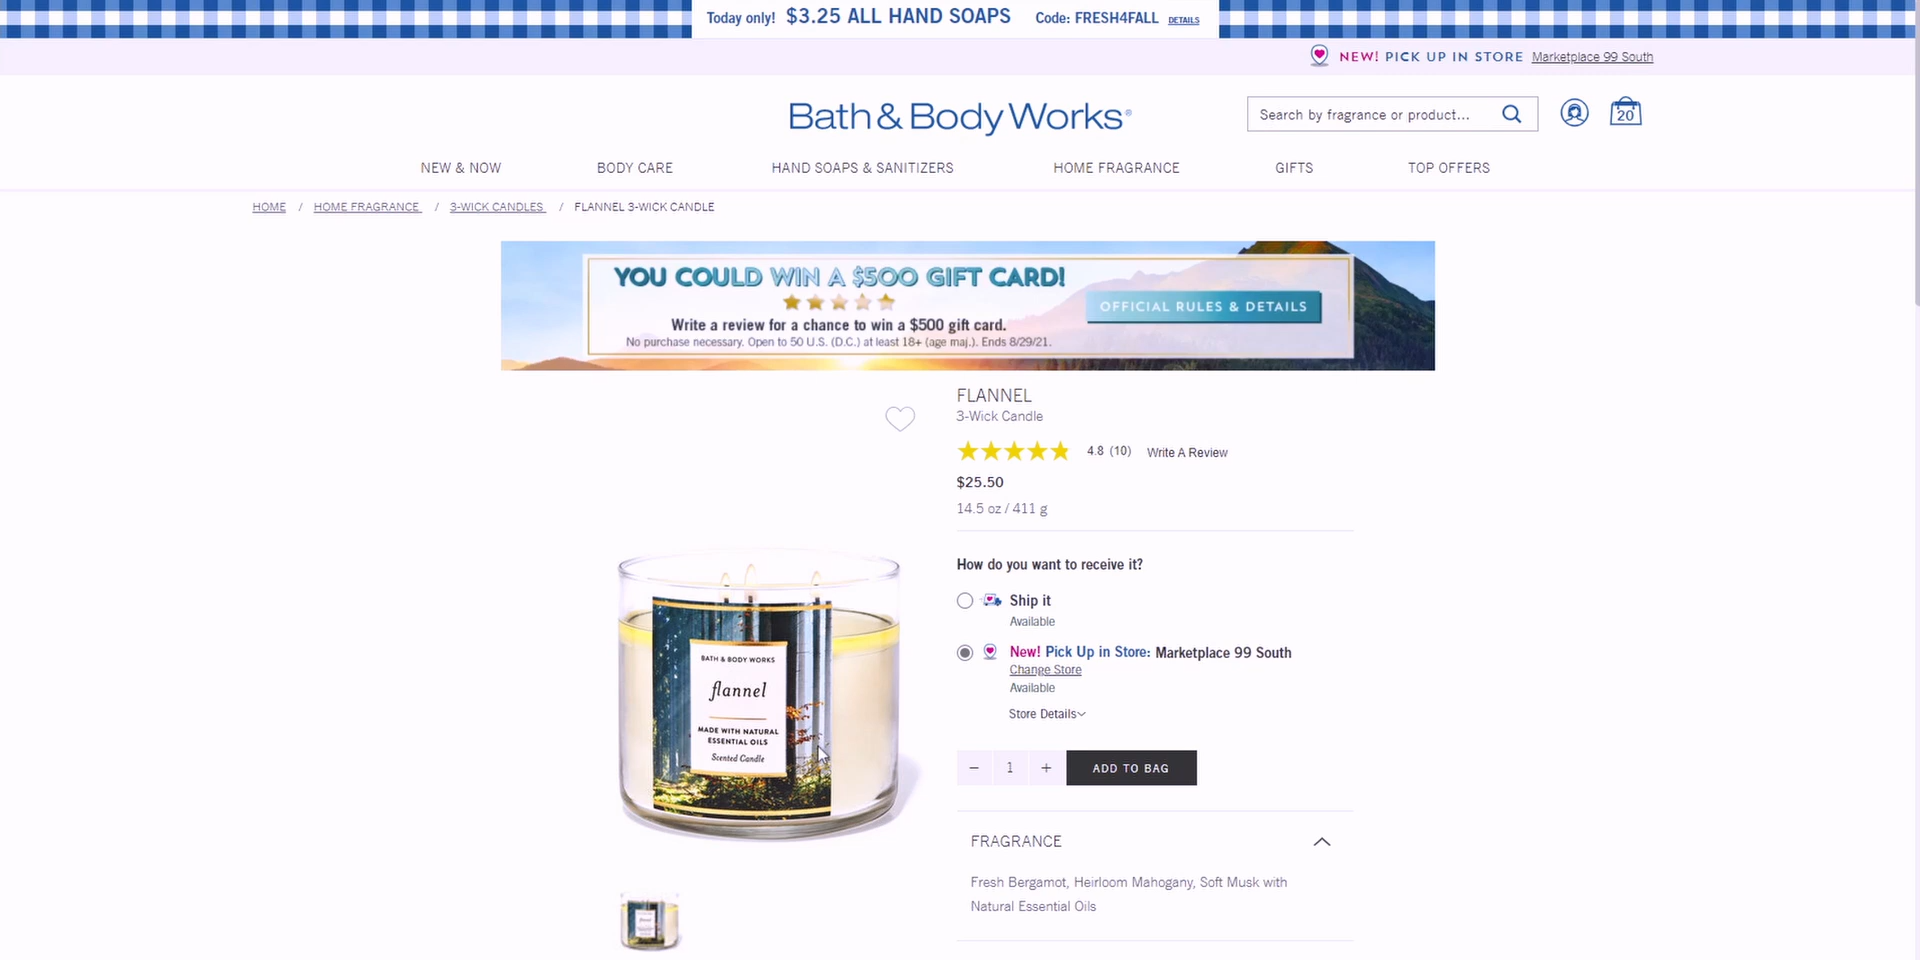 Today only! $3.25 ALL HAND SOAPS Code: FRESH4FALL DETAILS
NEW! PICK UP IN STORE Marketplace 99 South
Bath & Body Works®
Search by fragrance or product...
20
NEW & NOW BODY CARE HAND SOAPS & SANITIZERS HOME FRAGRANCE GIFTS TOP OFFERS
HOME / HOME FRAGRANCE / 3-WICK CANDLES / FLANNEL 3-WICK CANDLE
YOU COULD WIN A $500 GIFT CARD!
OFFICIAL RULES & DETAILS
Write a review for a chance to win a $500 gift card.
No purchase necessary. Open to 50 U.S. (D.C.) at least 18+ (age maj.). Ends 8/29/21.
FLANNEL
3-Wick Candle
4.8 (10) Write A Review
$25.50
14.5 oz / 411 g
How do you want to receive it?
Ship it
Available
New! Pick Up in Store: Marketplace 99 South
Change Store
Available
Store Details
− 1 + ADD TO BAG
FRAGRANCE
Fresh Bergamot, Heirloom Mahogany, Soft Musk with
Natural Essential Oils
BATH & BODY WORKS
flannel
MADE WITH NATURAL
ESSENTIAL OILS
Scented Candle
flannel